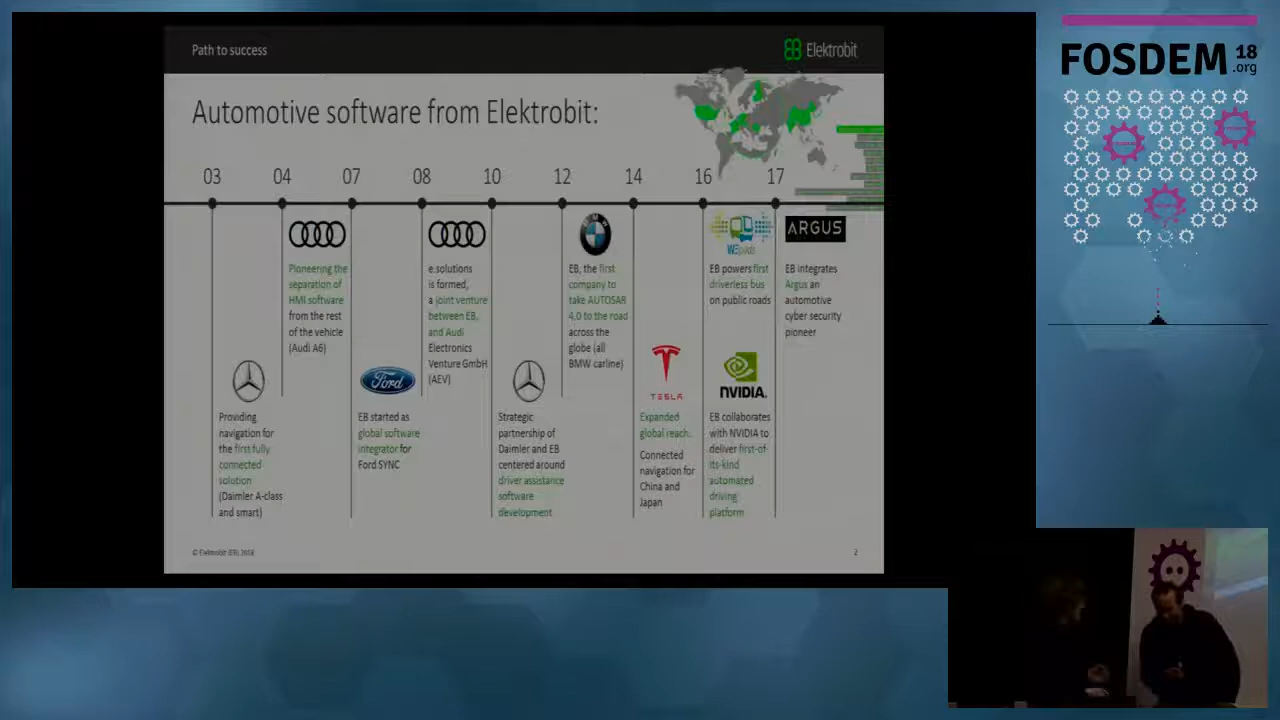 Path to success
EB Elektrobit
Automotive software from Elektrobit:
03 04 07 08 10 12 14 16 17
Pioneering the
separation of
HMI software
from the rest
of the vehicle
(Audi A6)
e.solutions
is formed,
a joint venture
between EB,
and Audi
Electronics
Venture GmbH
(AEV)
BMW
EB, the first
company to
take AUTOSAR
4.0 to the road
across the
globe (all
BMW carline)
EB powers first
driverless bus
on public roads
ARGUS
EB integrates
Argus an
automotive
cyber security
pioneer
Providing
navigation for
the first fully
connected
solution
(Daimler A-class
and smart)
Ford
EB started as
global software
integrator for
Ford SYNC
Strategic
partnership of
Daimler and EB
centered around
driver assistance
software
development
TESLA
Expanded
global reach.
Connected
navigation for
China and
Japan
NVIDIA.
EB collaborates
with NVIDIA to
deliver first-of-
its-kind
automated
driving
platform
© Elektrobit (EB) 2018
2
FOSDEM 18
.org